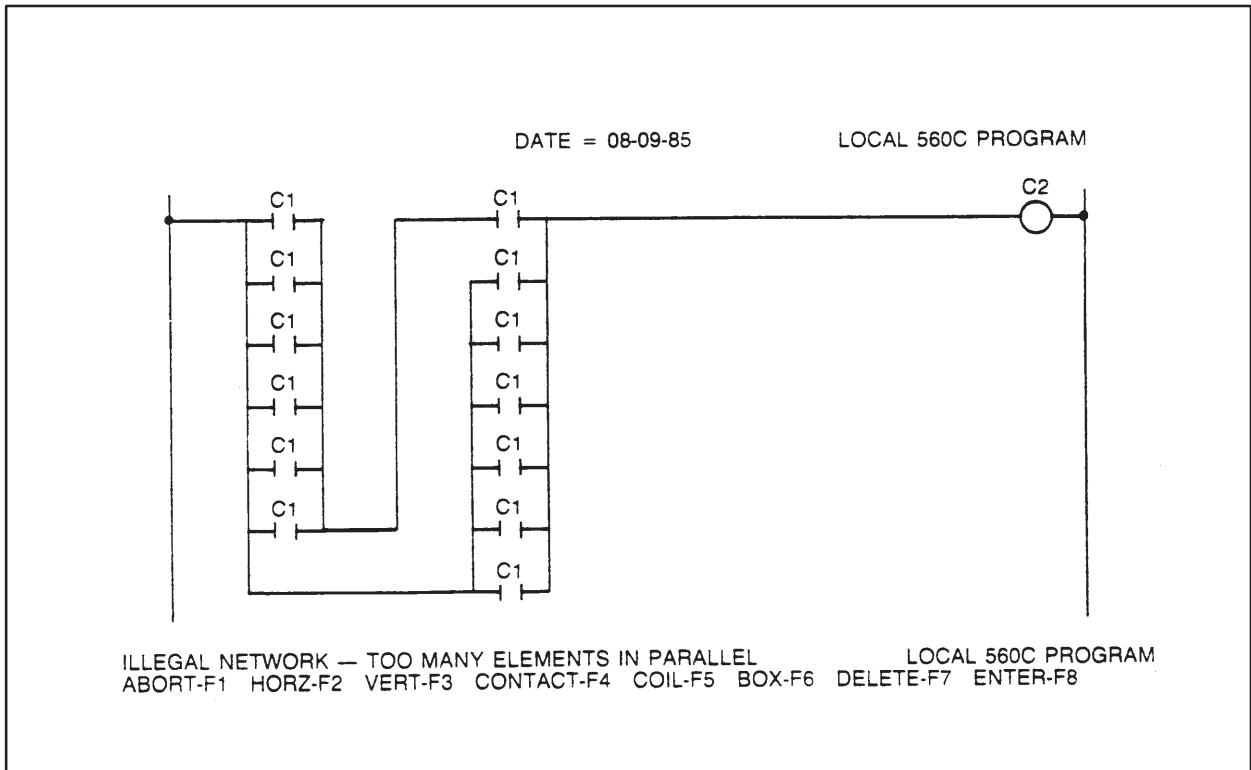 DATE = 08-09-85 LOCAL 560C PROGRAM
C1 C1 C2
C1 C1
C1 C1
C1 C1
C1 C1
C1 C1
C1
ILLEGAL NETWORK — TOO MANY ELEMENTS IN PARALLEL LOCAL 560C PROGRAM
ABORT-F1 HORZ-F2 VERT-F3 CONTACT-F4 COIL-F5 BOX-F6 DELETE-F7 ENTER-F8